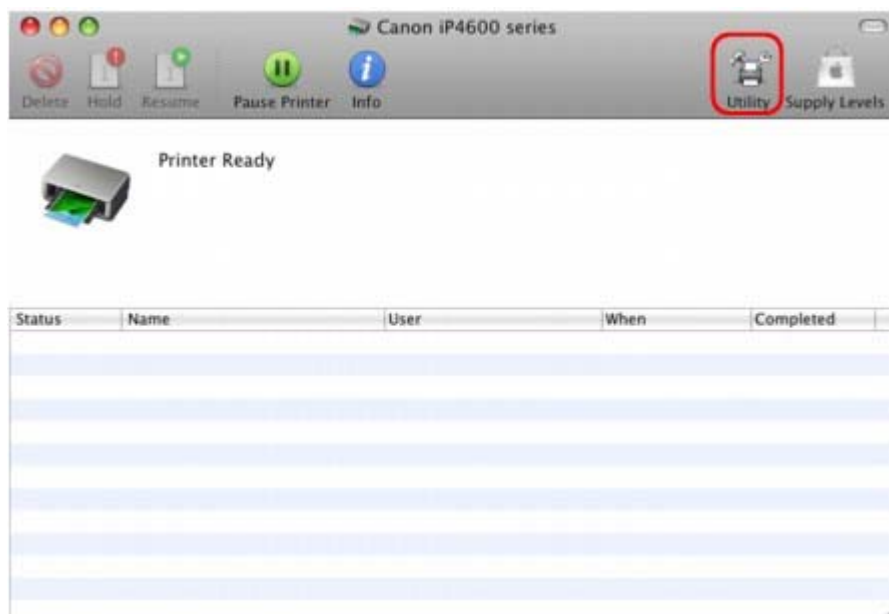 Canon iP4600 series
Delete Hold Resume Pause Printer Info Utility Supply Levels
Printer Ready
Status Name User When Completed